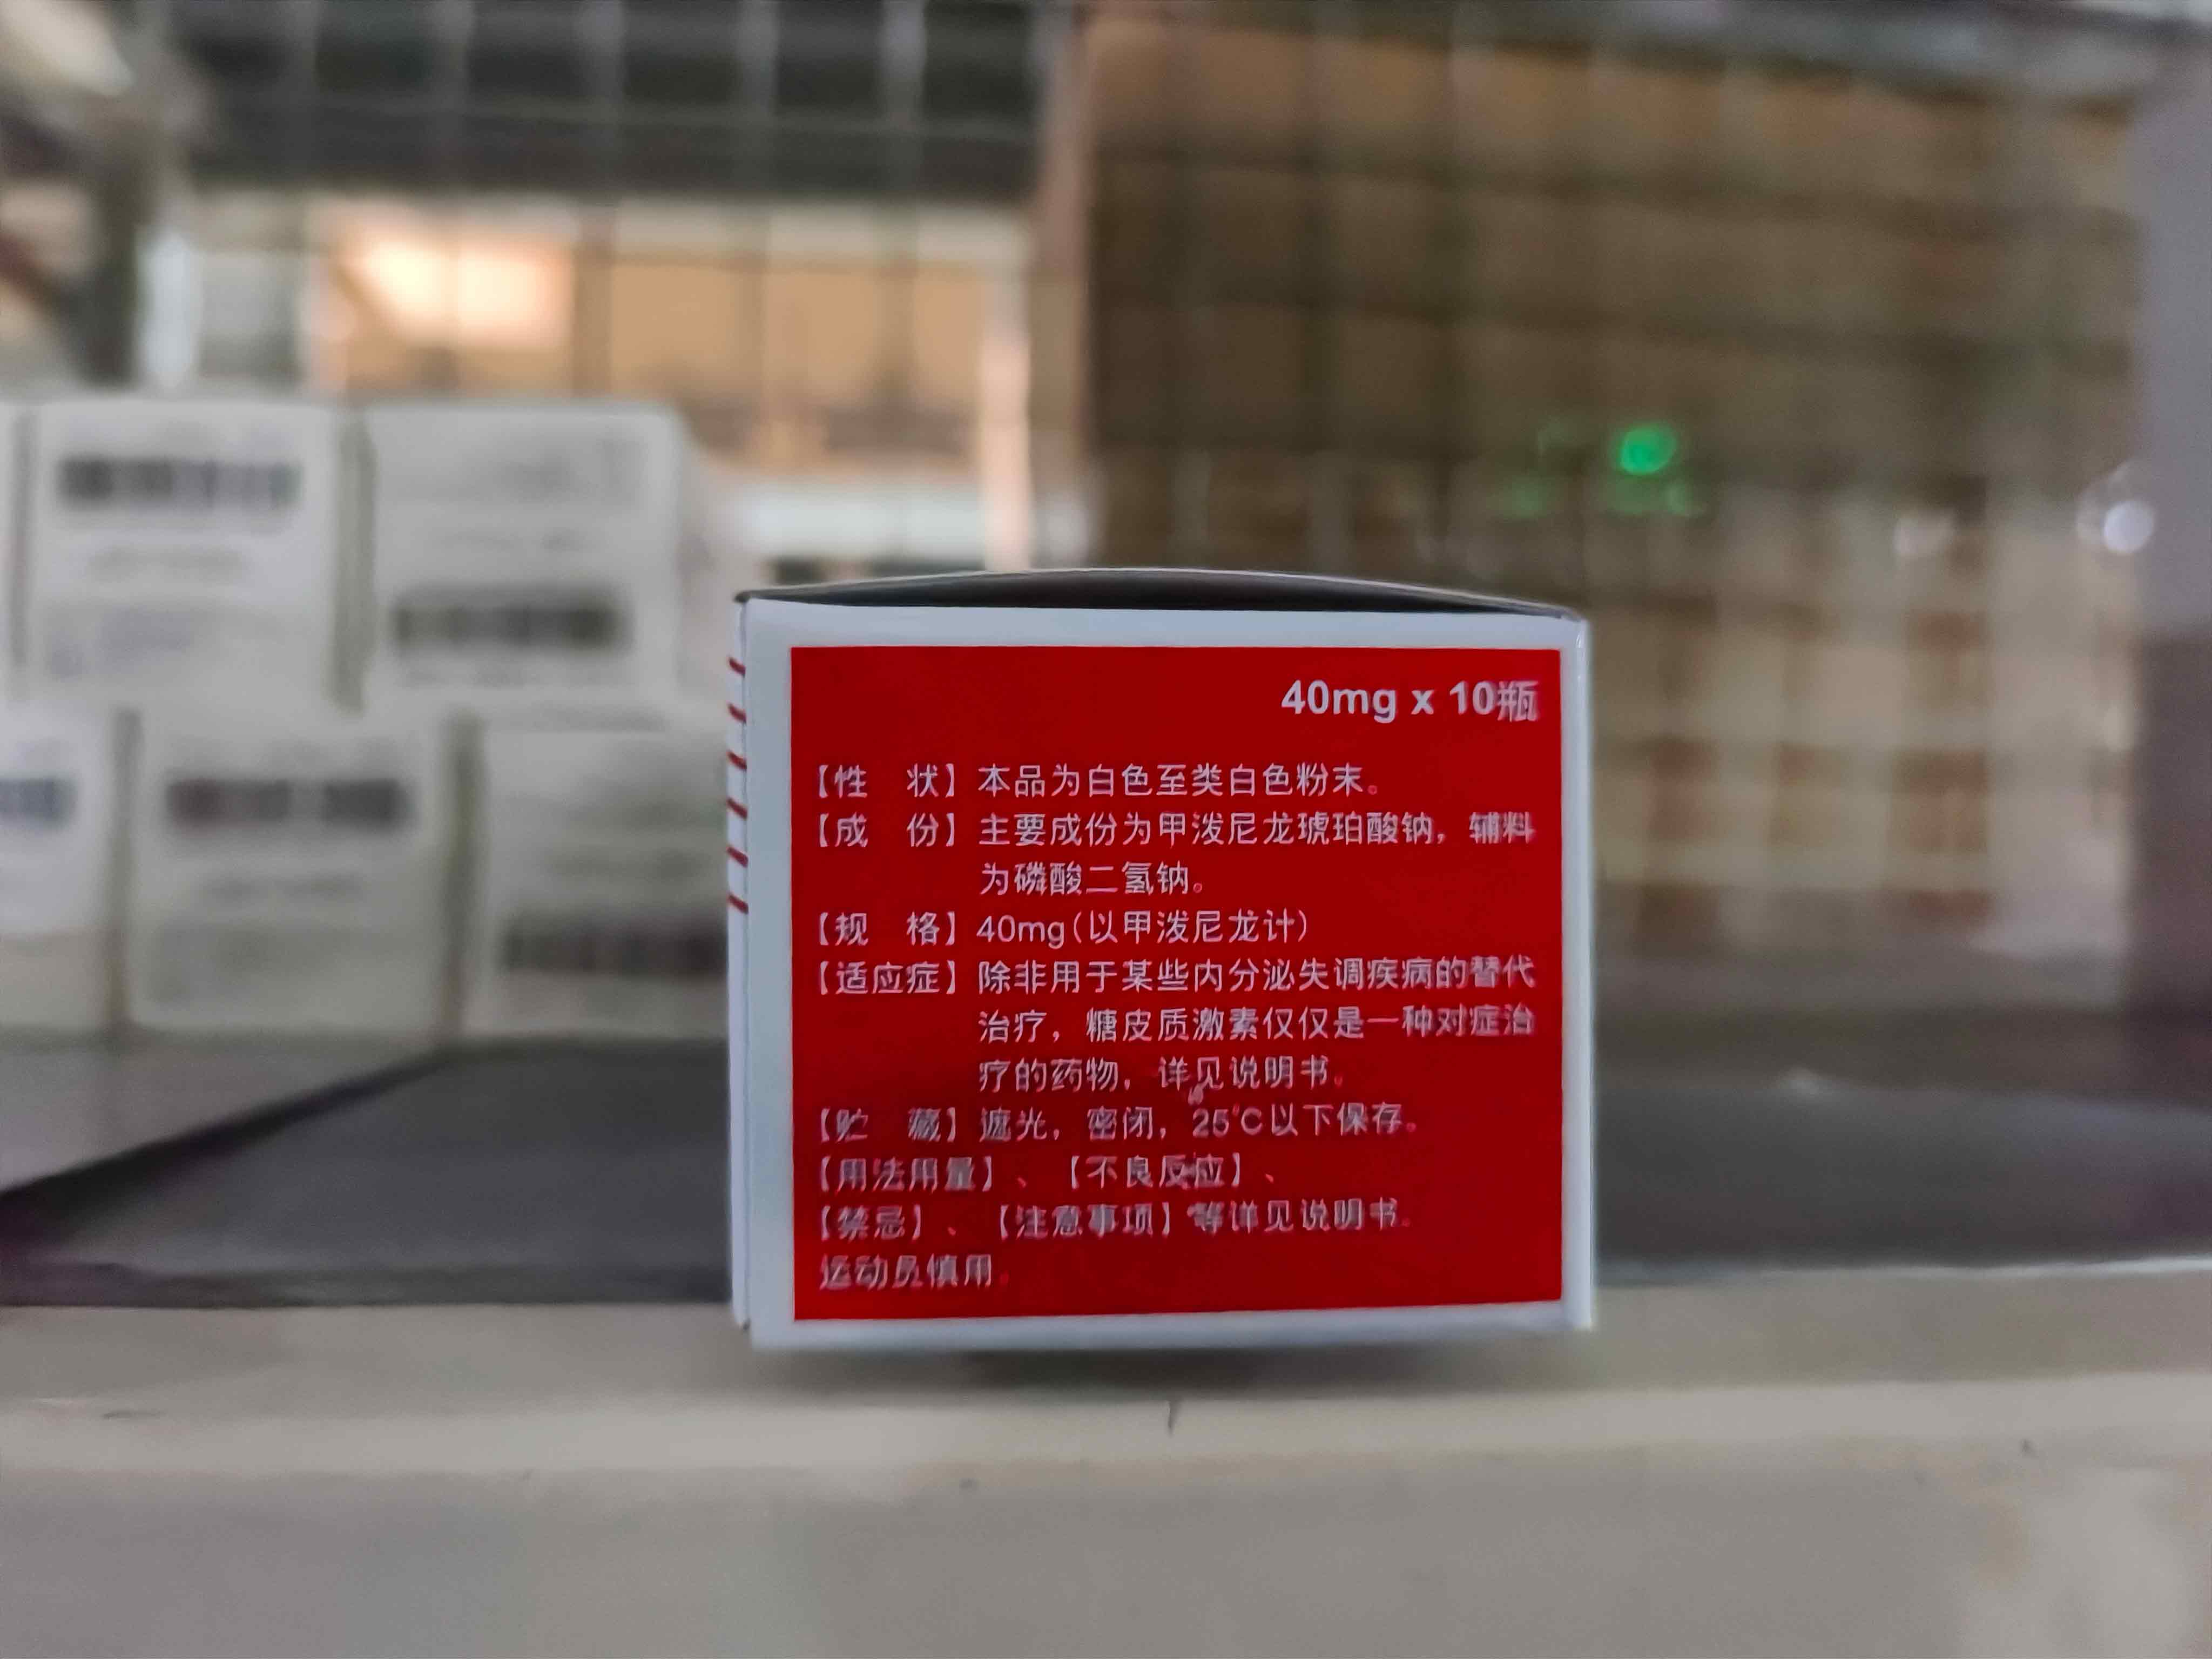 40mg x 10瓶
【性　状】本品为白色至类白色粉末。
【成　份】主要成份为甲泼尼龙琥珀酸钠，辅料
为磷酸二氢钠。
【规　格】40mg（以甲泼尼龙计）
【适应症】除非用于某些内分泌失调疾病的替代
治疗，糖皮质激素仅仅是一种对症治
疗的药物，详见说明书。
【贮　藏】遮光，密闭，25℃以下保存。
【用法用量】、【不良反应】、
【禁忌】、【注意事项】等详见说明书。
运动员慎用。